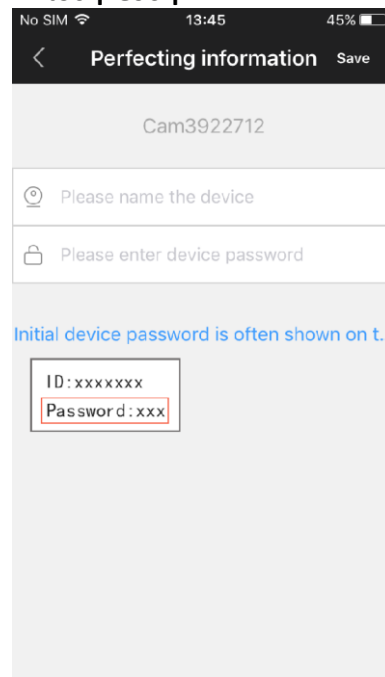 No SIM 13:45 45%
Perfecting information Save
Cam3922712
Please name the device
Please enter device password
Initial device password is often shown on t..
ID:xxxxxxx
Password:xxx